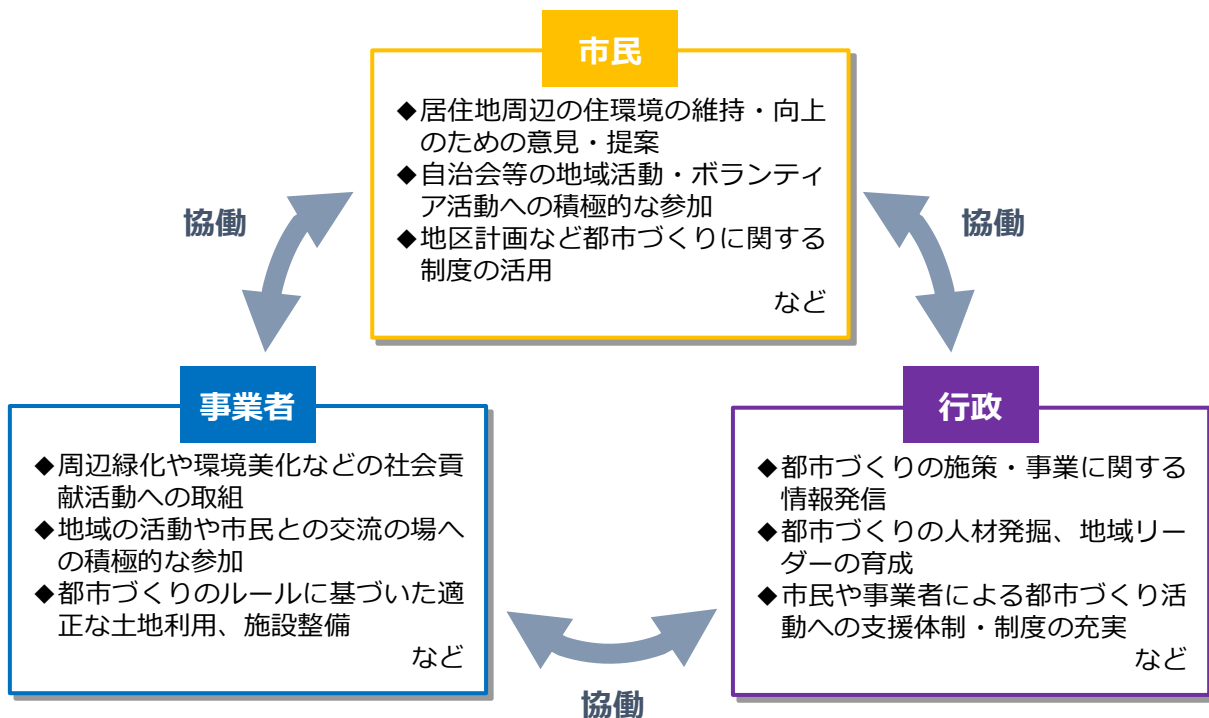 市民
◆居住地周辺の住環境の維持・向上
のための意見・提案
◆自治会等の地域活動・ボランティ
ア活動への積極的な参加
◆地区計画など都市づくりに関する
制度の活用
など
協働
協働
事業者
◆周辺緑化や環境美化などの社会貢
献活動への取組
◆地域の活動や市民との交流の場へ
の積極的な参加
◆都市づくりのルールに基づいた適
正な土地利用、施設整備
など
行政
◆都市づくりの施策・事業に関する
情報発信
◆都市づくりの人材発掘、地域リー
ダーの育成
◆市民や事業者による都市づくり活
動への支援体制・制度の充実
など
協働